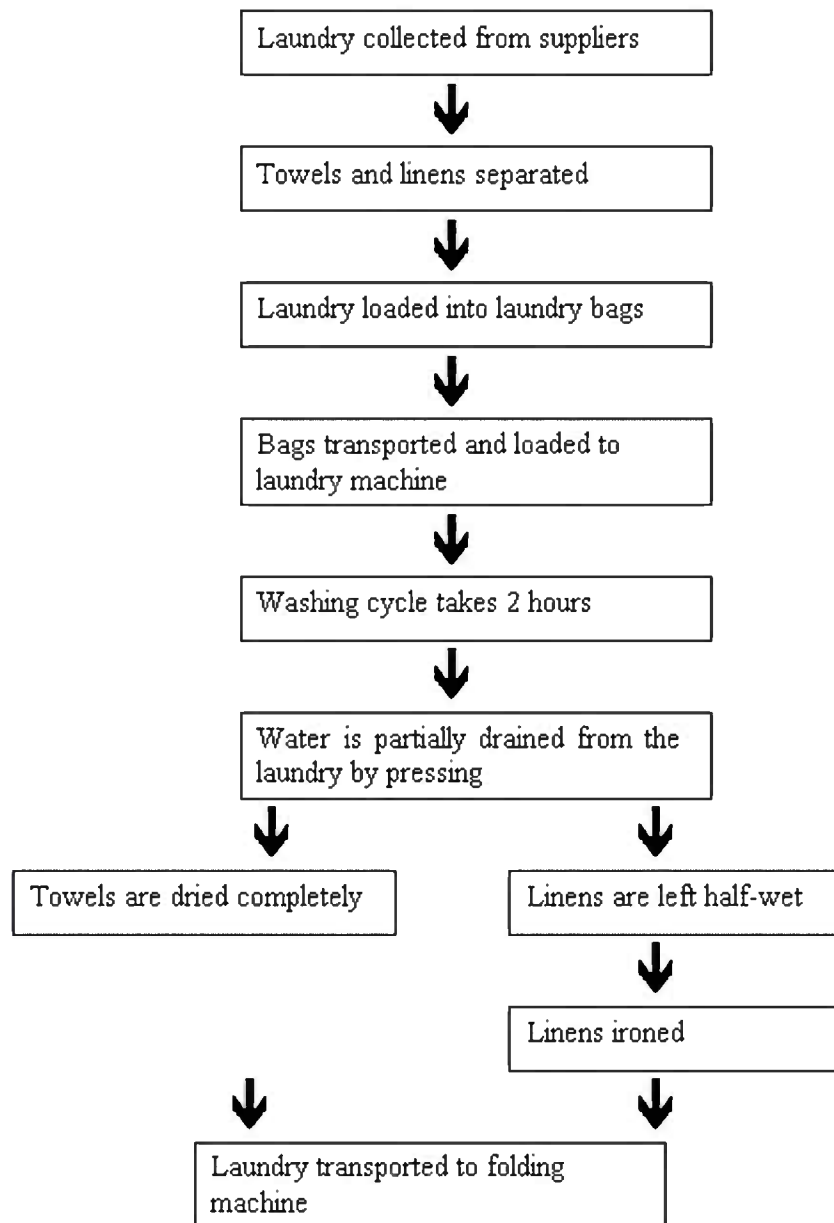 Laundry collected from suppliers
Towels and linens separated
Laundry loaded into laundry bags
Bags transported and loaded to
laundry machine
Washing cycle takes 2 hours
Water is partially drained from the
laundry by pressing
Towels are dried completely
Linens are left half-wet
Linens ironed
Laundry transported to folding
machine